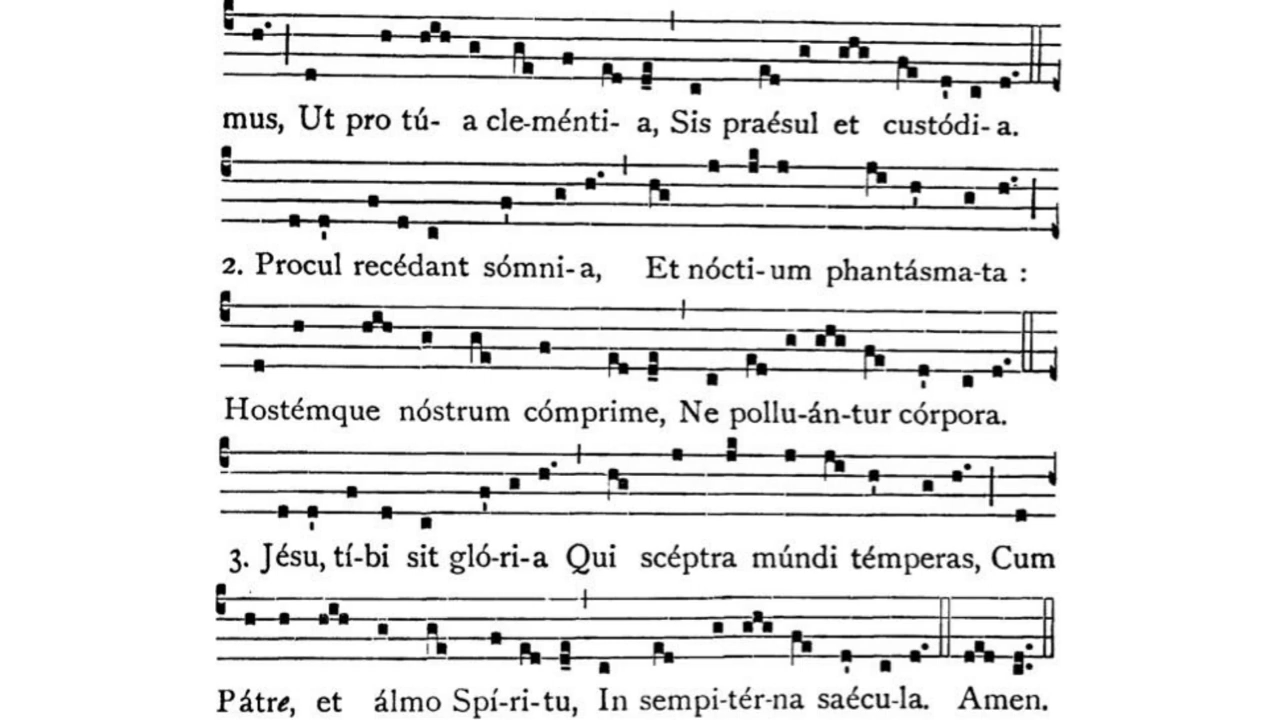 mus, Ut pro tú- a cle-ménti- a, Sis praésul et custódi- a.
2. Procul recédant sómni- a, Et nócti- um phantásma-ta :
Hostémque nóstrum cómprime, Ne pollu-án-tur córpora.
3. Jésu, tí-bi sit gló-ri-a Qui scéptra múndi témperas, Cum
Pátre, et álmo Spí-ri-tu, In sempi-tér-na saécu-la. Amen.